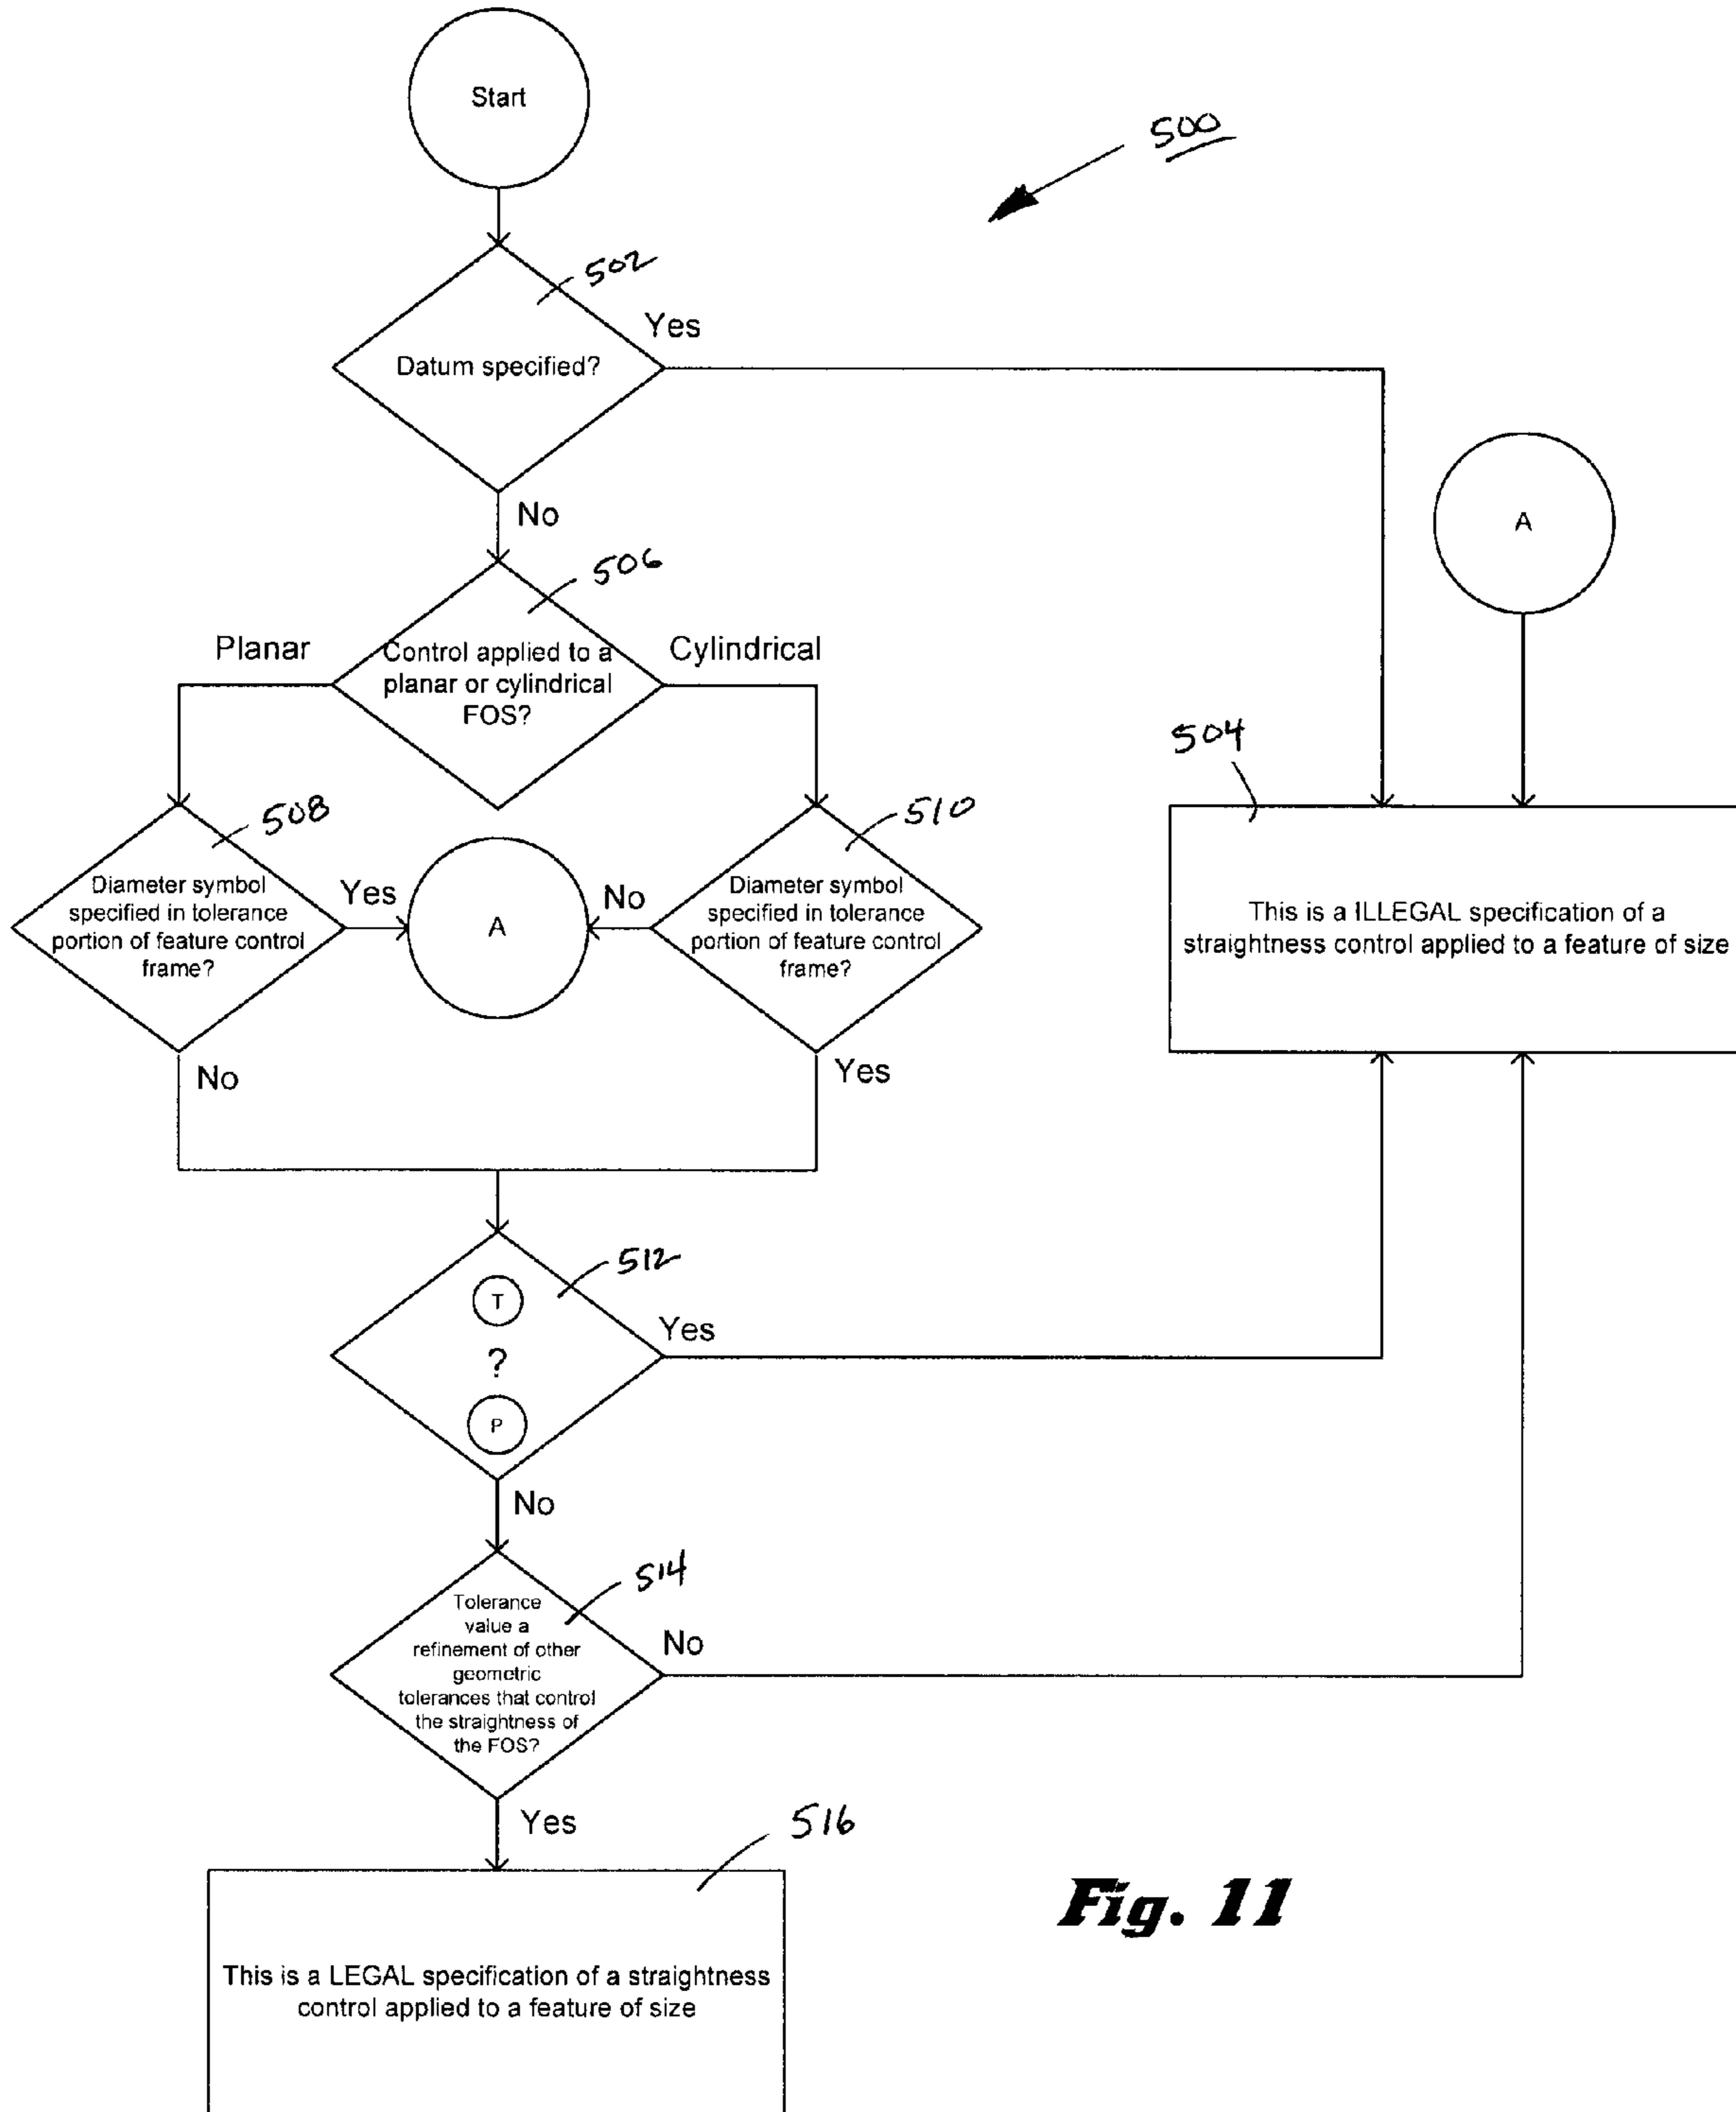 Start
500
502
Yes
Datum specified?
No
506
Planar
Control applied to a
planar or cylindrical
FOS?
Cylindrical
A
504
508
510
Diameter symbol
specified in tolerance
portion of feature control
frame?
Yes
A
No
Diameter symbol
specified in tolerance
portion of feature control
frame?
This is a ILLEGAL specification of a
straightness control applied to a feature of size
No
Yes
512
T
?
P
Yes
No
514
Tolerance
value a
refinement of other
geometric
tolerances that control
the straightness of
the FOS?
No
Yes
516
This is a LEGAL specification of a straightness
control applied to a feature of size
Fig. 11